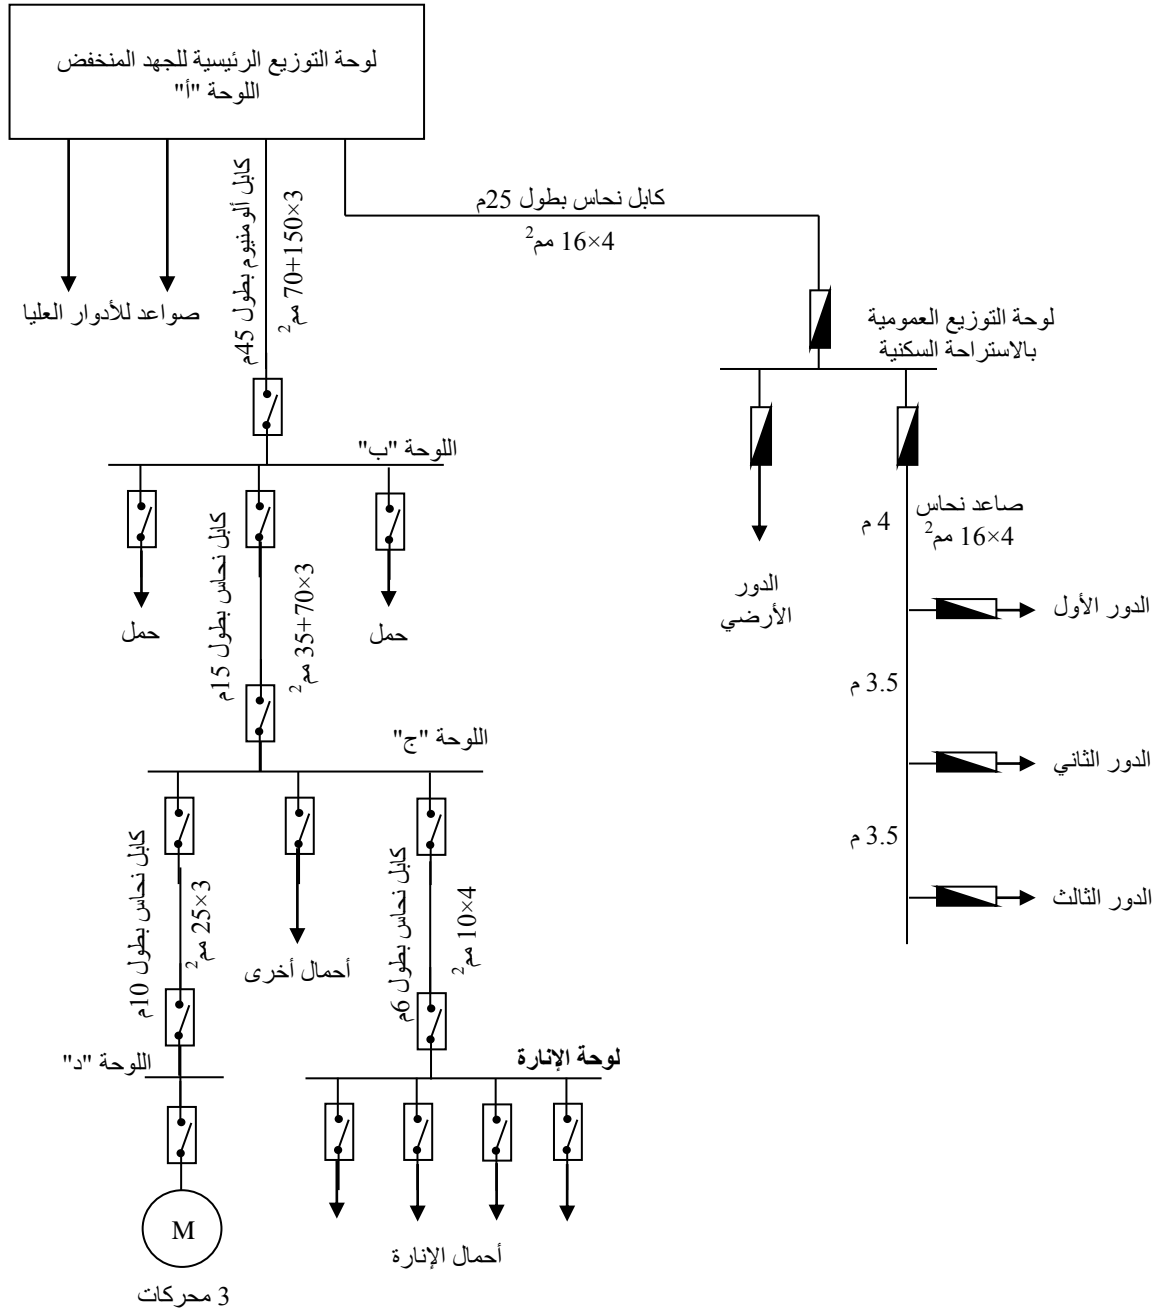 لوحة التوزيع الرئيسية للجهد المنخفض
اللوحة "أ"
كابل نحاس بطول 25م
4×16 مم2
كابل ألومنيوم بطول 45م
3×150+70 مم2
صواعد للأدوار العليا
لوحة التوزيع العمومية
بالاستراحة السكنية
اللوحة "ب"
صاعد نحاس
4×16 مم2
4 م
كابل نحاس بطول 15م
3×70+35 مم2
الدور
الأرضي
الدور الأول
حمل
حمل
3.5 م
اللوحة "ج"
الدور الثاني
3.5 م
كابل نحاس بطول 10م
3×25 مم2
كابل نحاس بطول 6م
4×10 مم2
الدور الثالث
أحمال أخرى
لوحة الإنارة
اللوحة "د"
M
أحمال الإنارة
3 محركات